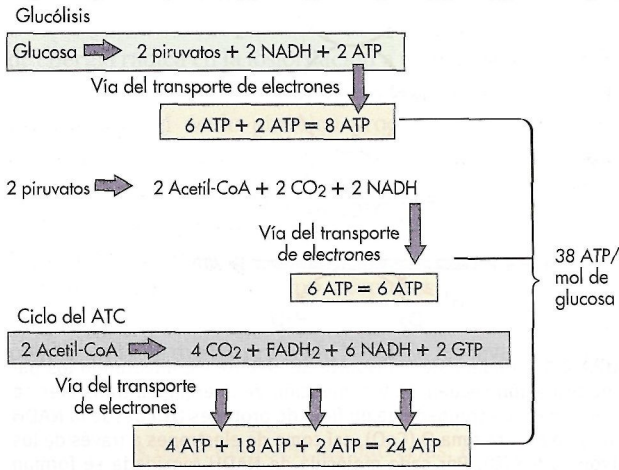 Glucólisis
Glucosa 2 piruvatos + 2 NADH + 2 ATP
Vía del transporte de electrones
6 ATP + 2 ATP = 8 ATP
2 piruvatos 2 Acetil-CoA + 2 CO₂ + 2 NADH
Vía del transporte
de electrones
6 ATP = 6 ATP
38 ATP/
mol de
glucosa
Ciclo del ATC
2 Acetil-CoA 4 CO₂ + FADH₂ + 6 NADH + 2 GTP
Vía del transporte
de electrones
4 ATP + 18 ATP + 2 ATP = 24 ATP